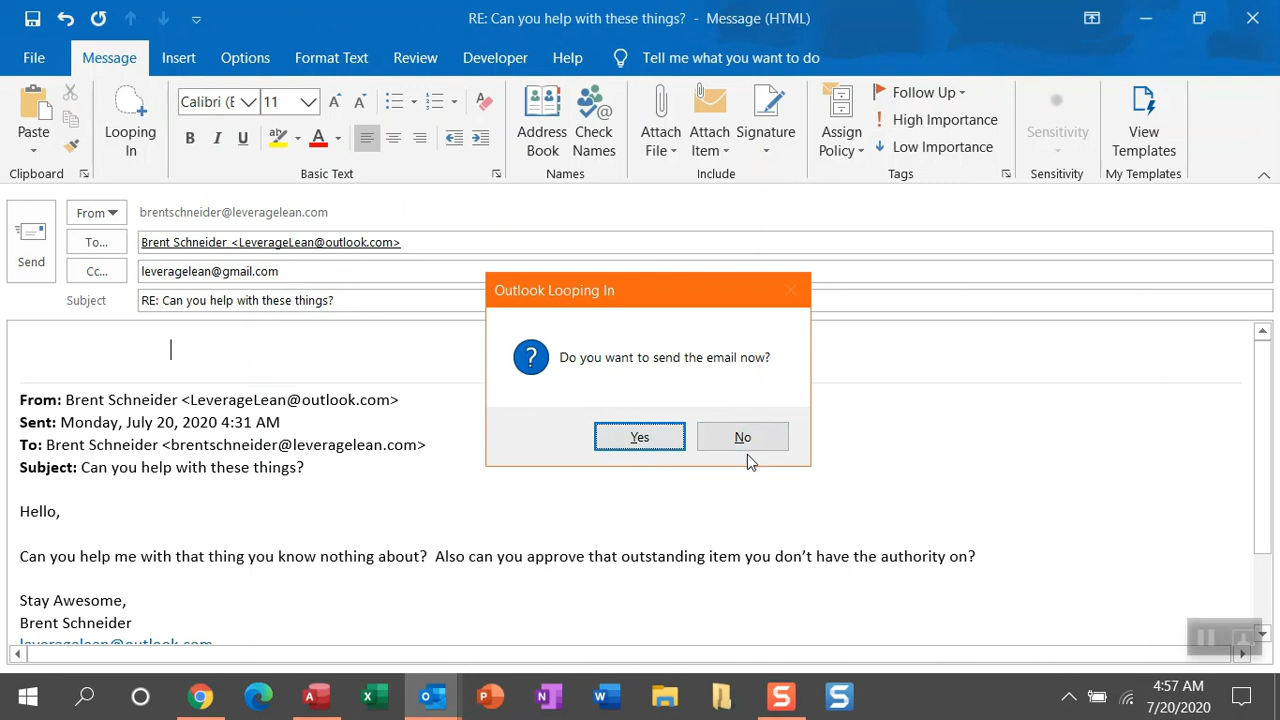 RE: Can you help with these things? - Message (HTML)
File Message Insert Options Format Text Review Developer Help Tell me what you want to do
Calibri (E 11
Paste
Looping In
B I U
A
Address Book
Check Names
Attach File
Attach Item
Signature
Assign Policy
Follow Up
High Importance
Low Importance
Sensitivity
View Templates
Clipboard Basic Text Names Include Tags Sensitivity My Templates
From brentschneider@leveragelean.com
To... Brent Schneider <LeverageLean@outlook.com>
Send
Cc... leveragelean@gmail.com
Subject RE: Can you help with these things?
Outlook Looping In
Do you want to send the email now?
Yes No
From: Brent Schneider <LeverageLean@outlook.com>
Sent: Monday, July 20, 2020 4:31 AM
To: Brent Schneider <brentschneider@leveragelean.com>
Subject: Can you help with these things?
Hello,
Can you help me with that thing you know nothing about?  Also can you approve that outstanding item you don't have the authority on?
Stay Awesome,
Brent Schneider
leveragelean@outlook.com
4:57 AM
7/20/2020